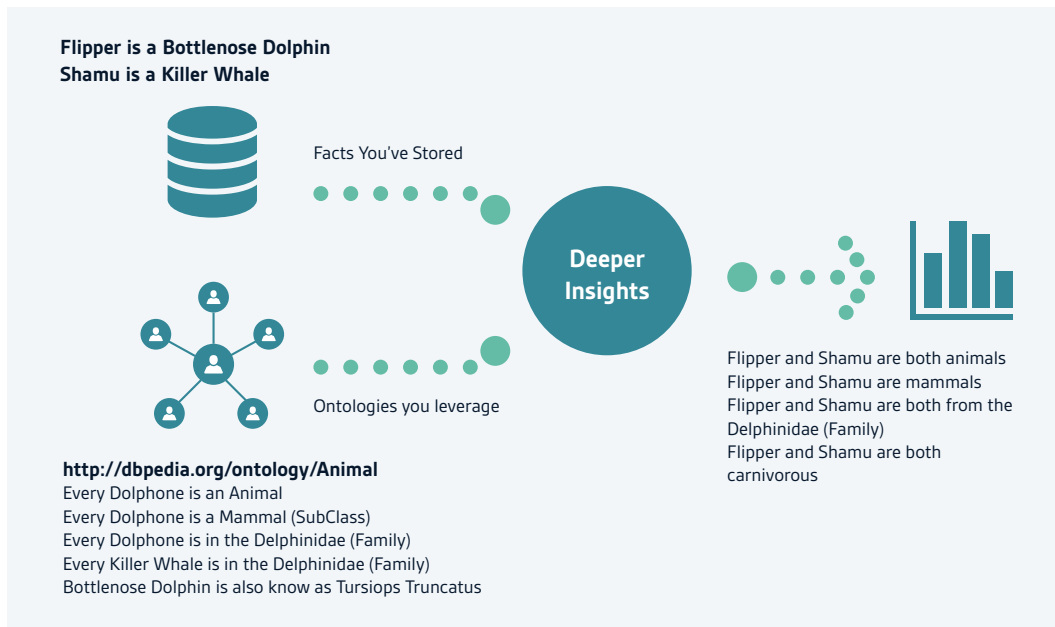 Flipper is a Bottlenose Dolphin
Shamu is a Killer Whale
Facts You've Stored
Deeper
Insights
Ontologies you leverage
http://dbpedia.org/ontology/Animal
Every Dolphone is an Animal
Every Dolphone is a Mammal (SubClass)
Every Dolphone is in the Delphinidae (Family)
Every Killer Whale is in the Delphinidae (Family)
Bottlenose Dolphin is also know as Tursiops Truncatus
Flipper and Shamu are both animals
Flipper and Shamu are mammals
Flipper and Shamu are both from the
Delphinidae (Family)
Flipper and Shamu are both
carnivorous